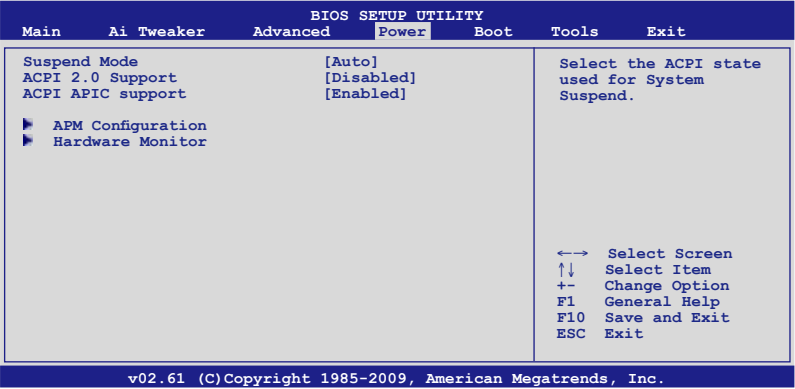 BIOS SETUP UTILITY
Main Ai Tweaker Advanced Power Boot Tools Exit
Suspend Mode [Auto]
ACPI 2.0 Support [Disabled]
ACPI APIC support [Enabled]
APM Configuration
Hardware Monitor
Select the ACPI state
used for System
Suspend.
←→ Select Screen
↑↓ Select Item
+- Change Option
F1 General Help
F10 Save and Exit
ESC Exit
v02.61 (C)Copyright 1985-2009, American Megatrends, Inc.